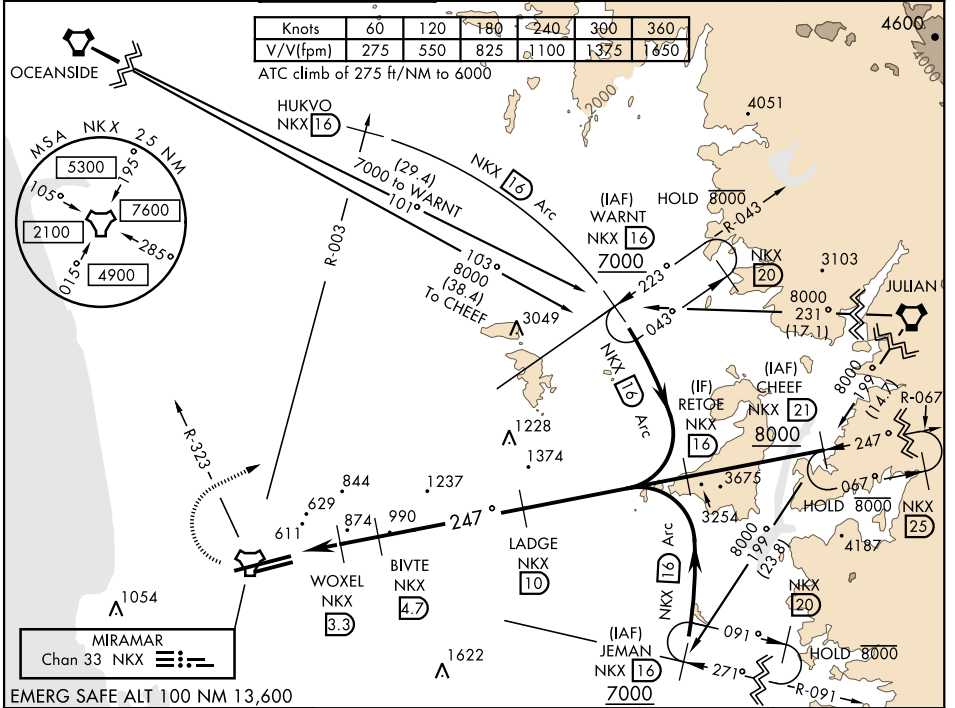 Knots 60 120 180 240 300 360
V/V(fpm) 275 550 825 1100 1375 1650
ATC climb of 275 ft/NM to 6000
4600
4000
2000
OCEANSIDE
HUKVO
NKX 16
4051
MSA NKX 25 NM
5300
195°
105°
7600
2100
285°
015°
4900
(29.4)
7000 to WARNT
101°
NKX 16 Arc
103°
8000
(38.4)
To CHEEF
R-003
(IAF)
WARNT
NKX 16
7000
HOLD 8000
R-043
223°
043°
NKX
20
3103
JULIAN
8000
231
(17.1)
3049
NKX 16 Arc
(IF)
RETOE
NKX
16
(IAF)
CHEEF
NKX 21
8000
8000
199°
(14.7)
R-067
247°
067°
HOLD 8000
NKX
25
1228
1374
3675
3254
4187
R-323
844
629
611
874
1237
990
247°
8000
199°
(23.8)
WOXEL
NKX
3.3
BIVTE
NKX
4.7
LADGE
NKX
10
NKX 16 Arc
NKX
20
1054
1622
(IAF)
JEMAN
NKX 16
7000
091°
271°
HOLD 8000
R-091
MIRAMAR
Chan 33 NKX
EMERG SAFE ALT 100 NM 13,600